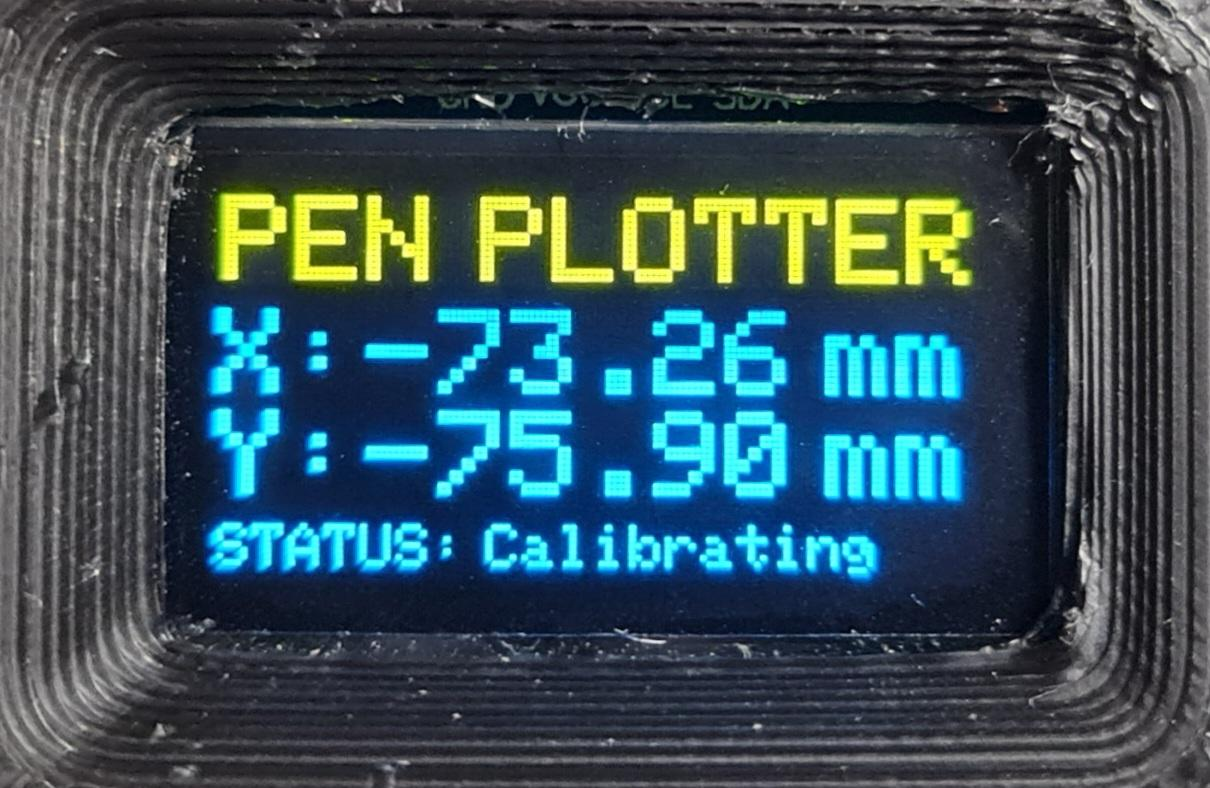 PEN PLOTTER
X:-73.26 mm
Y:-75.90 mm
STATUS: Calibrating